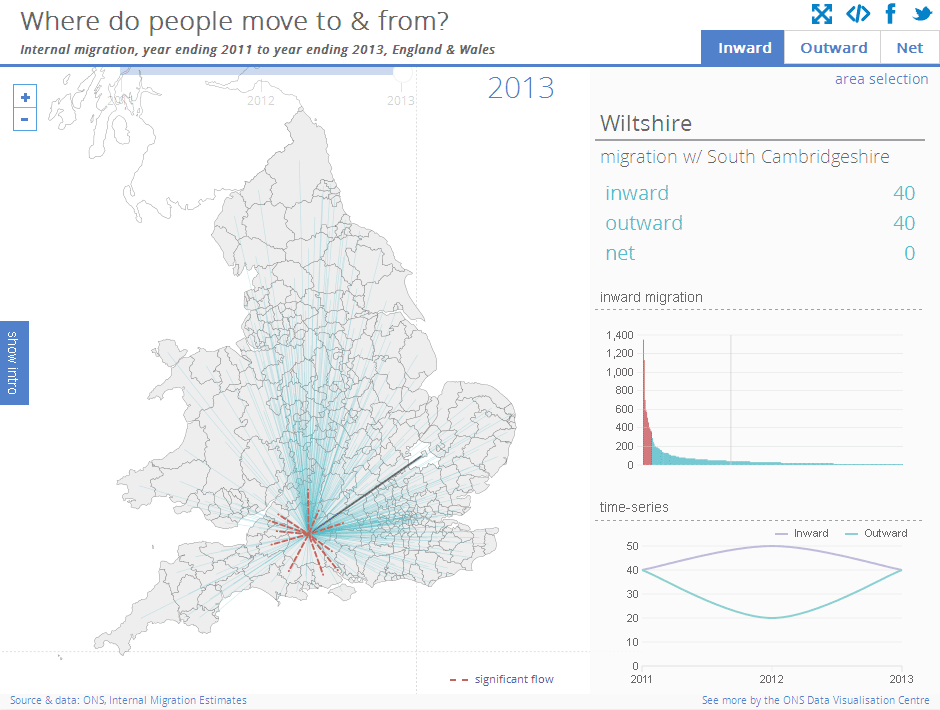 Where do people move to & from?
Internal migration, year ending 2011 to year ending 2013, England & Wales
Inward
Outward
Net
+
-
2012
2013
2013
area selection
Wiltshire
migration w/ South Cambridgeshire
inward 40
outward 40
net 0
show intro
inward migration
1,400
1,200
1,000
800
600
400
200
0
time-series
Inward
Outward
50
40
30
20
10
0
2011
2012
2013
significant flow
Source & data: ONS, Internal Migration Estimates
See more by the ONS Data Visualisation Centre